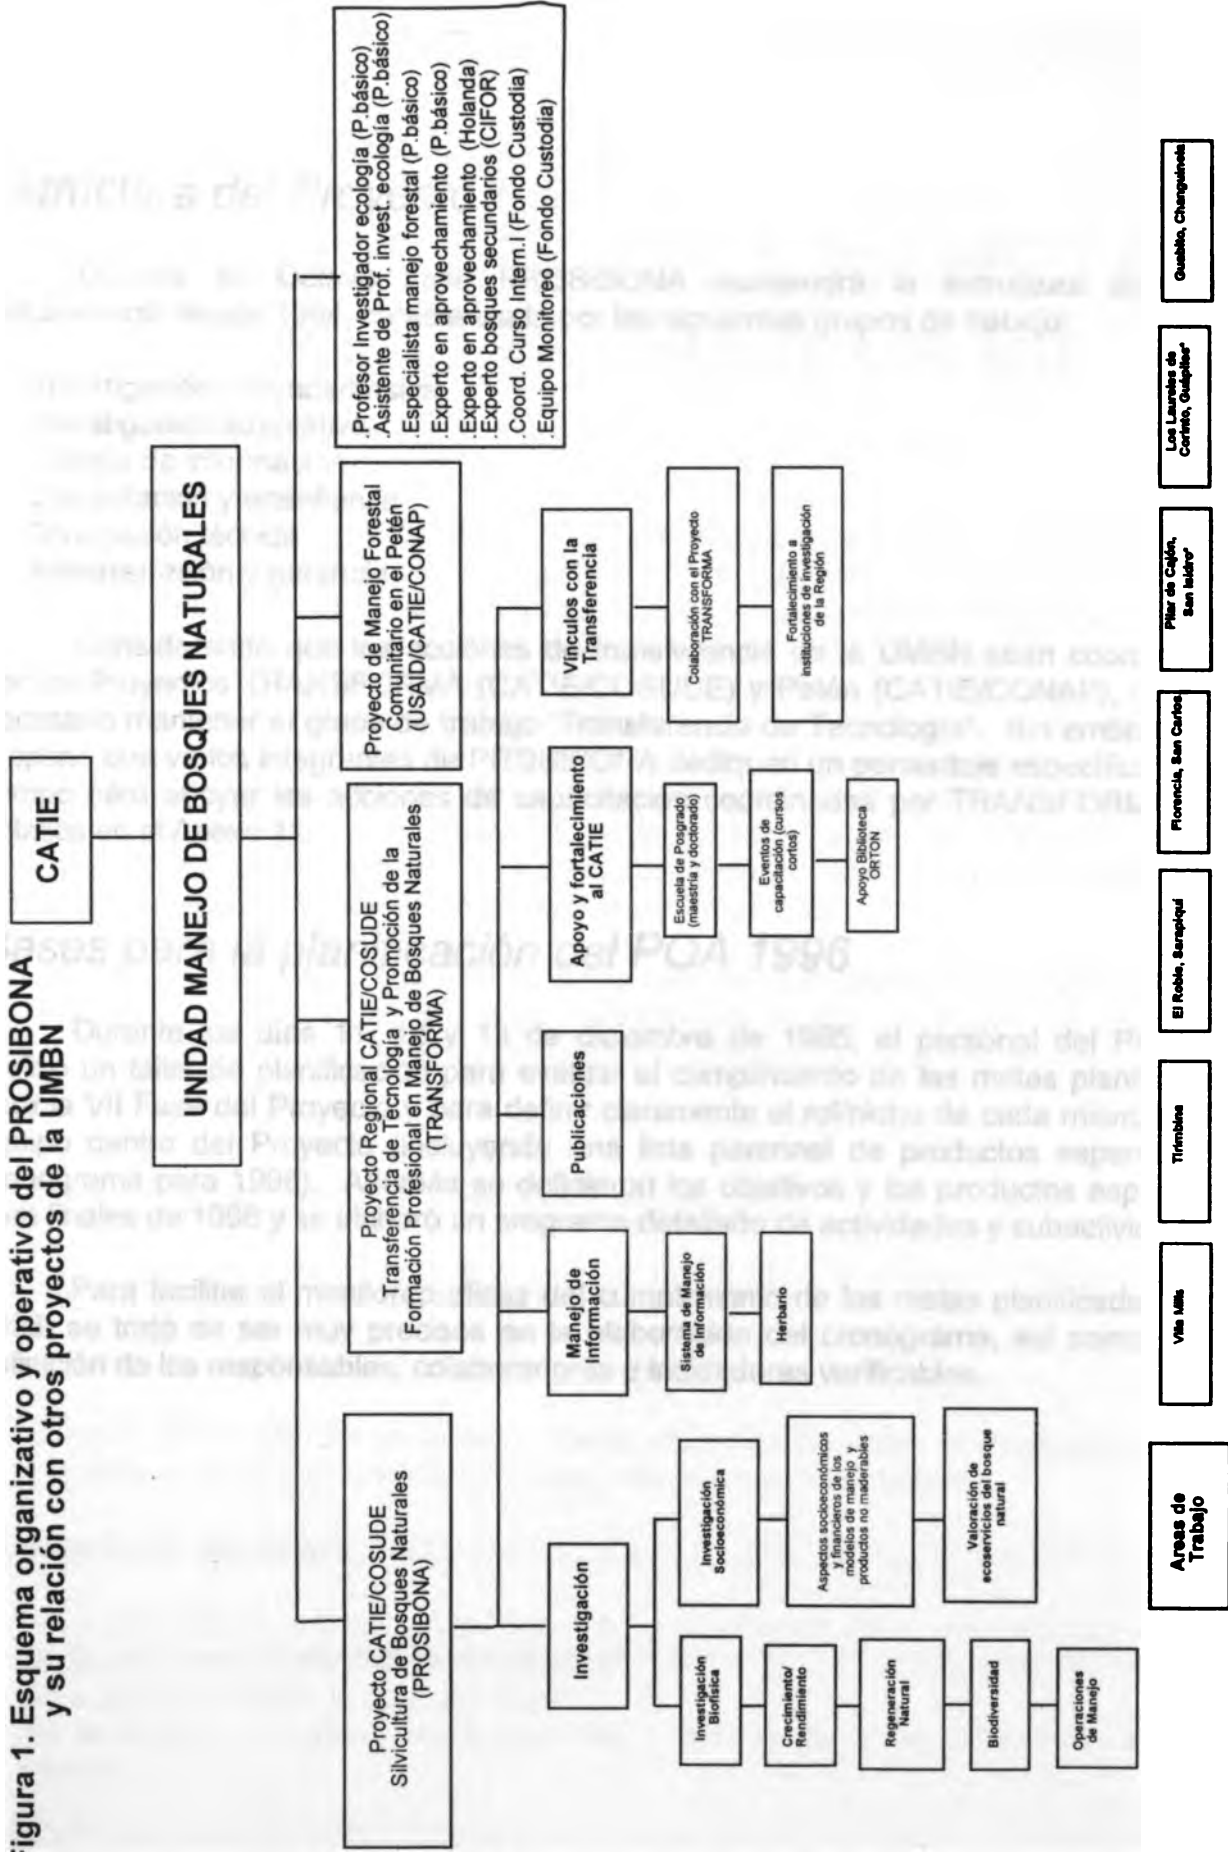 Figura 1. Esquema organizativo y operativo del PROSIBONA
y su relación con otros proyectos de la UMBN
CATIE
UNIDAD MANEJO DE BOSQUES NATURALES
Proyecto CATIE/COSUDE
Silvicultura de Bosques Naturales
(PROSIBONA)
Proyecto Regional CATIE/COSUDE
Transferencia de Tecnología y Promoción de la
Formación Profesional en Manejo de Bosques Naturales
(TRANSFORMA)
Proyecto de Manejo Forestal
Comunitario en el Petén
(USAID/CATIE/CONAP)
.Profesor Investigador ecología (P.básico)
.Asistente de Prof. invest. ecología (P.básico)
.Especialista manejo forestal (P.básico)
.Experto en aprovechamiento (P.básico)
.Experto en aprovechamiento (Holanda)
.Experto bosques secundarios (CIFOR)
.Coord. Curso Intern.l (Fondo Custodia)
.Equipo Monitoreo (Fondo Custodia)
Investigación
Manejo de
Información
Publicaciones
Apoyo y fortalecimiento
al CATIE
Vínculos con la
Transferencia
Investigación
Biofísica
Crecimiento/
Rendimiento
Regeneración
Natural
Biodiversidad
Operaciones
de Manejo
Investigación
Socioeconómica
Aspectos socioeconómicos
y financieros de los
modelos de manejo y
productos no maderables
Valoración de
ecoservicios del bosque
natural
Sistema de Manejo
de Información
Herbario
Escuela de Posgrado
(maestría y doctorado)
Eventos de
capacitación (cursos
cortos)
Apoyo Biblioteca
ORTON
Colaboración con el Proyecto
TRANSFORMA
Fortalecimiento a
instituciones de investigación
de la Región
Areas de
Trabajo
Villa Mills
Tirimbina
El Roble, Sarapiquí
Florencia, San Carlos
Pilar de Cajón,
San Isidro*
Los Laureles de
Corinto, Guápiles*
Guabito, Changuinola